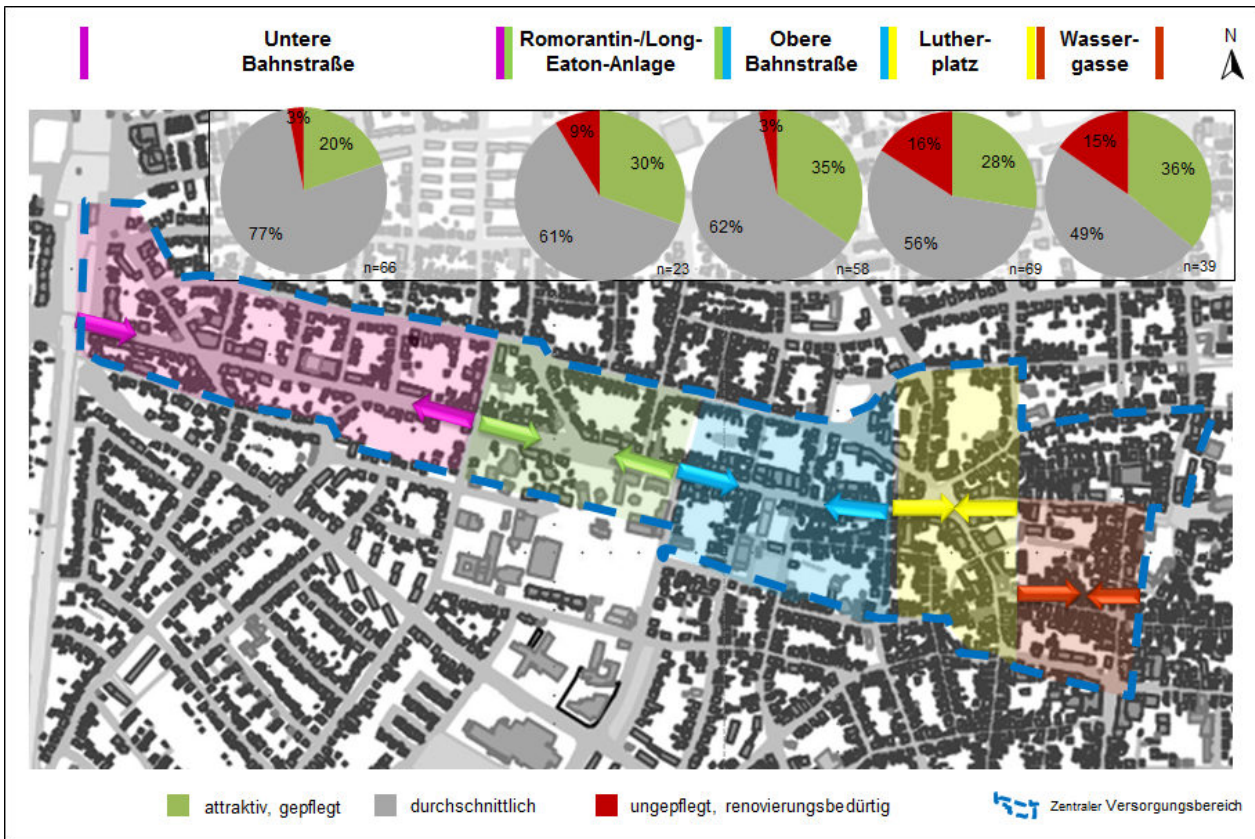 Untere
Bahnstraße
Romorantin-/Long-
Eaton-Anlage
Obere
Bahnstraße
Luther-
platz
Wasser-
gasse
N
3%
20%
77%
n=66
9%
30%
61%
n=23
3%
35%
62%
n=58
16%
28%
56%
n=69
15%
36%
49%
n=39
attraktiv, gepflegt
durchschnittlich
ungepflegt, renovierungsbedürtig
Zentraler Versorgungsbereich